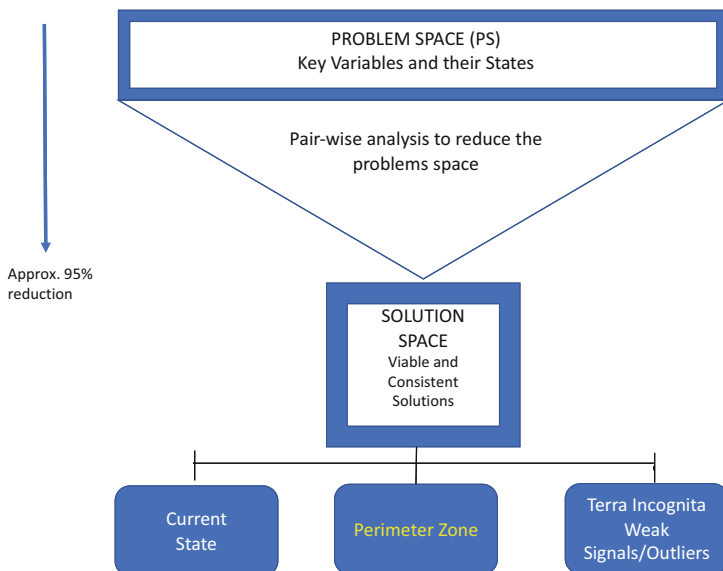 PROBLEM SPACE (PS)
Key Variables and their States
Pair-wise analysis to reduce the
problems space
Approx. 95%
reduction
SOLUTION
SPACE
Viable and
Consistent
Solutions
Current
State
Perimeter Zone
Terra Incognita
Weak
Signals/Outliers